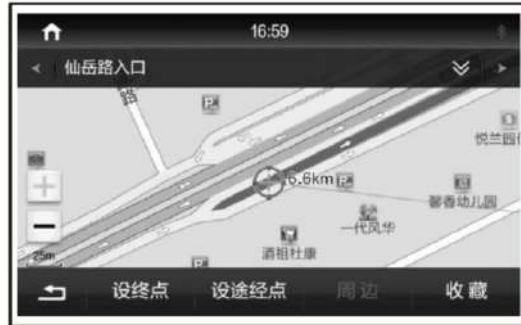 16:59
仙岳路入口
路
P
悦兰园
6.6km
P
馨香幼儿园
一代风华
酒祖杜康
25m
P
设终点 设途经点 周边 收藏